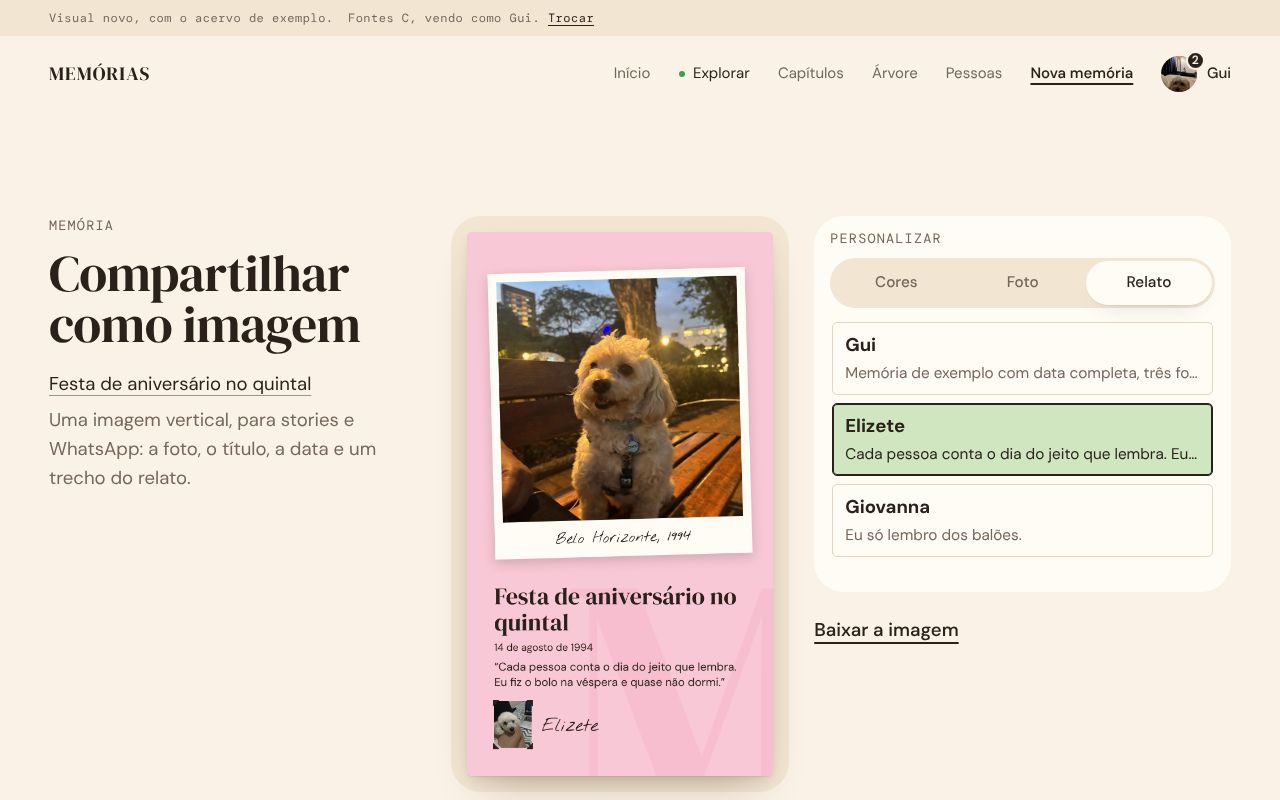 Visual novo, com o acervo de exemplo. Fontes C, vendo como Gui. Trocar
MEMÓRIAS
Início
Explorar
Capítulos
Árvore
Pessoas
Nova memória
2
Gui
MEMÓRIA
Compartilhar
como imagem
Festa de aniversário no quintal
Uma imagem vertical, para stories e
WhatsApp: a foto, o título, a data e um
trecho do relato.
Belo Horizonte, 1994
Festa de aniversário no
quintal
14 de agosto de 1994
“Cada pessoa conta o dia do jeito que lembra.
Eu fiz o bolo na véspera e quase não dormi.”
Elizete
M
PERSONALIZAR
Cores
Foto
Relato
Gui
Memória de exemplo com data completa, três fo…
Elizete
Cada pessoa conta o dia do jeito que lembra. Eu…
Giovanna
Eu só lembro dos balões.
Baixar a imagem